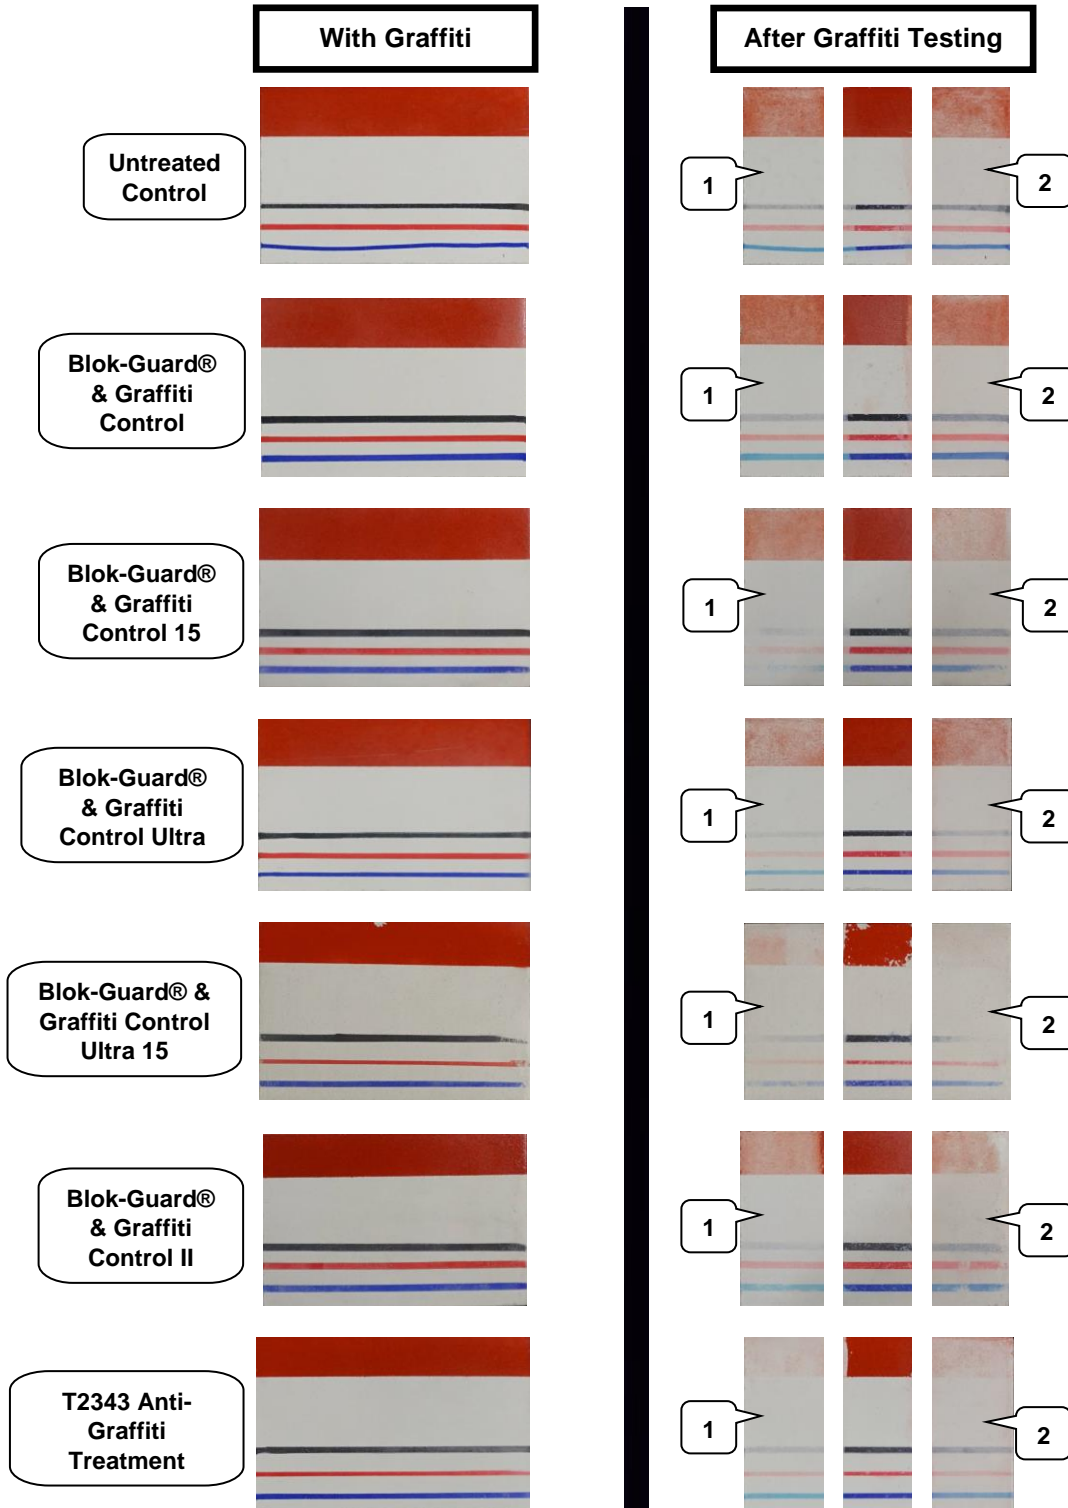 With Graffiti
After Graffiti Testing
Untreated
Control
1
2
Blok-Guard®
& Graffiti
Control
1
2
Blok-Guard®
& Graffiti
Control 15
1
2
Blok-Guard®
& Graffiti
Control Ultra
1
2
Blok-Guard® &
Graffiti Control
Ultra 15
1
2
Blok-Guard®
& Graffiti
Control II
1
2
T2343 Anti-
Graffiti
Treatment
1
2